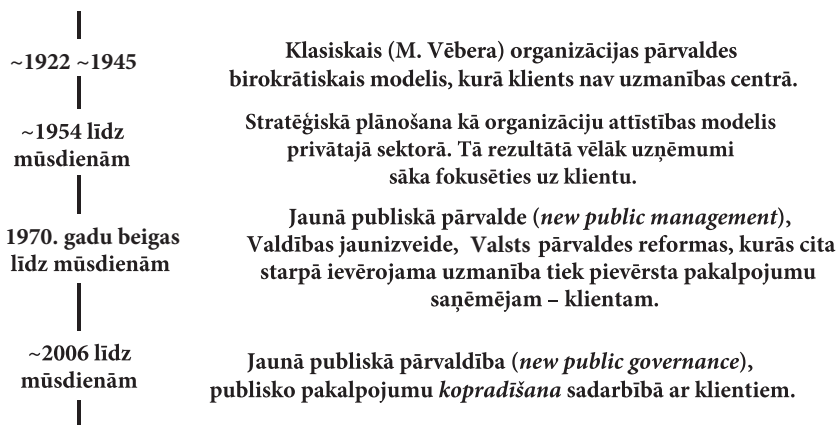 ~1922 ~1945
Klasiskais (M. Vēbera) organizācijas pārvaldes
birokrātiskais modelis, kurā klients nav uzmanības centrā.
~1954 līdz
mūsdienām
Stratēģiskā plānošana kā organizāciju attīstības modelis
privātajā sektorā. Tā rezultātā vēlāk uzņēmumi
sāka fokusēties uz klientu.
1970. gadu beigas
līdz mūsdienām
Jaunā publiskā pārvalde (new public management),
Valdības jaunizveide, Valsts pārvaldes reformas, kurās cita
starpā ievērojama uzmanība tiek pievērsta pakalpojumu
saņēmējam – klientam.
~2006 līdz
mūsdienām
Jaunā publiskā pārvaldība (new public governance),
publisko pakalpojumu kopradīšana sadarbībā ar klientiem.